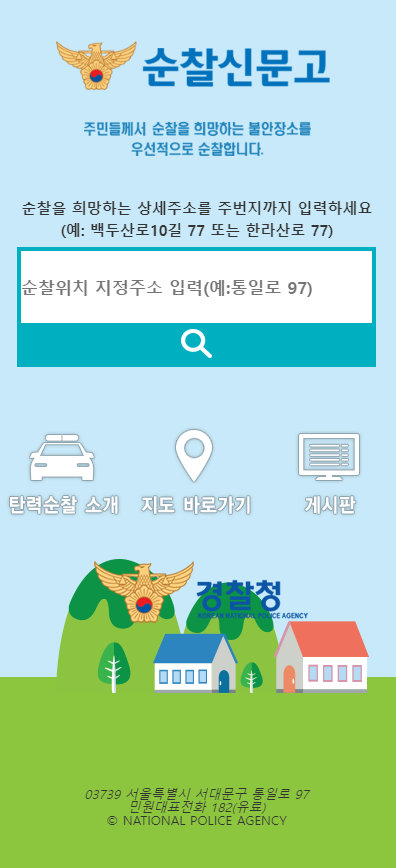 순찰신문고
주민들께서 순찰을 희망하는 불안장소를
우선적으로 순찰합니다.
순찰을 희망하는 상세주소를 주번지까지 입력하세요
(예: 백두산로10길 77 또는 한라산로 77)
순찰위치 지정주소 입력(예:통일로 97)
탄력순찰 소개
지도 바로가기
게시판
경찰청
KOREAN NATIONAL POLICE AGENCY
03739 서울특별시 서대문구 통일로 97
민원대표전화 182(유료)
© NATIONAL POLICE AGENCY